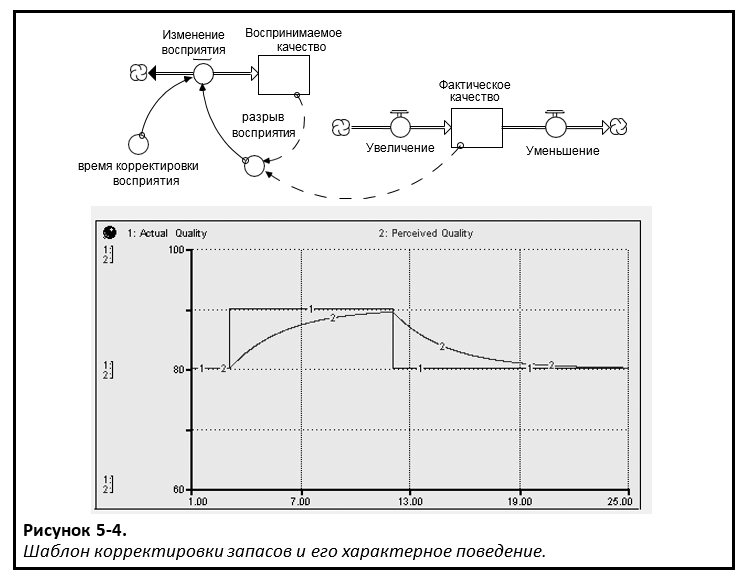 Изменение
восприятия
Воспринимаемое
качество
разрыв
восприятия
время корректировки
восприятия
Фактическое
качество
Увеличение
Уменьшение
1: Actual Quality 2: Perceived Quality
1:
2:
100
1 1
2 2
1:
2:
80
1 2 1 1 2
1:
2:
60
1.00 7.00 13.00 19.00 25.00
Рисунок 5-4.
Шаблон корректировки запасов и его характерное поведение.